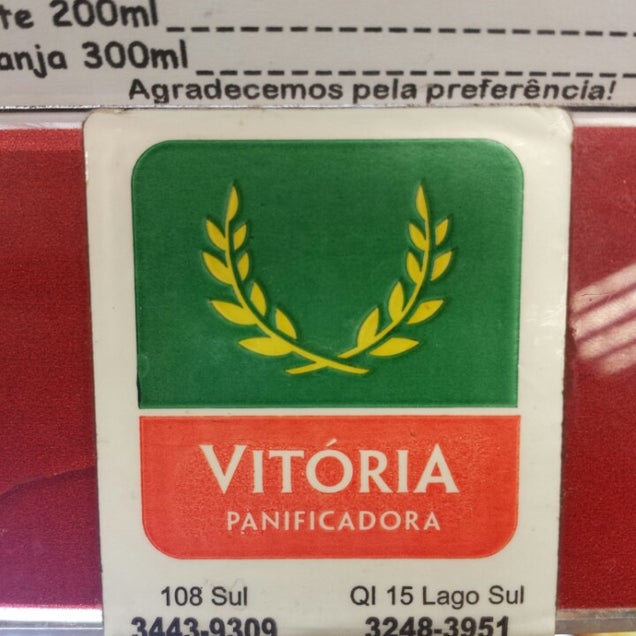 te 200ml
anja 300ml
Agradecemos pela preferência!
VITÓRIA
PANIFICADORA
108 Sul QI 15 Lago Sul
3443-9309 3248-3951